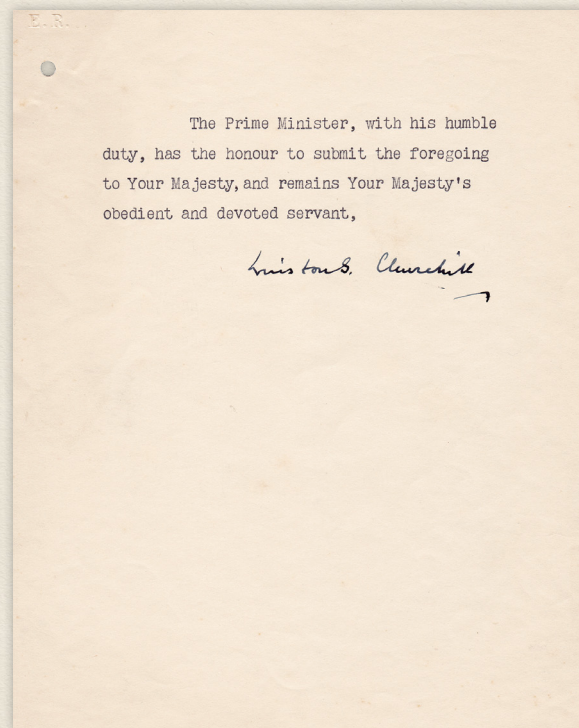 E.R.
The Prime Minister, with his humble
duty, has the honour to submit the foregoing
to Your Majesty, and remains Your Majesty's
obedient and devoted servant,
Winston S. Churchill